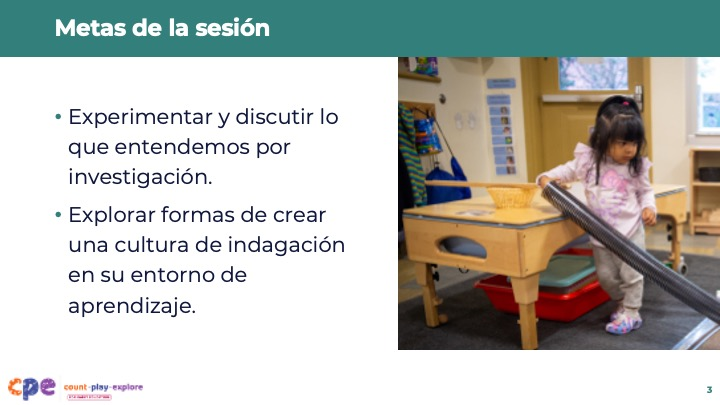 Metas de la sesión
• Experimentar y discutir lo
que entendemos por
investigación.
• Explorar formas de crear
una cultura de indagación
en su entorno de
aprendizaje.
cpe count-play-explore
3